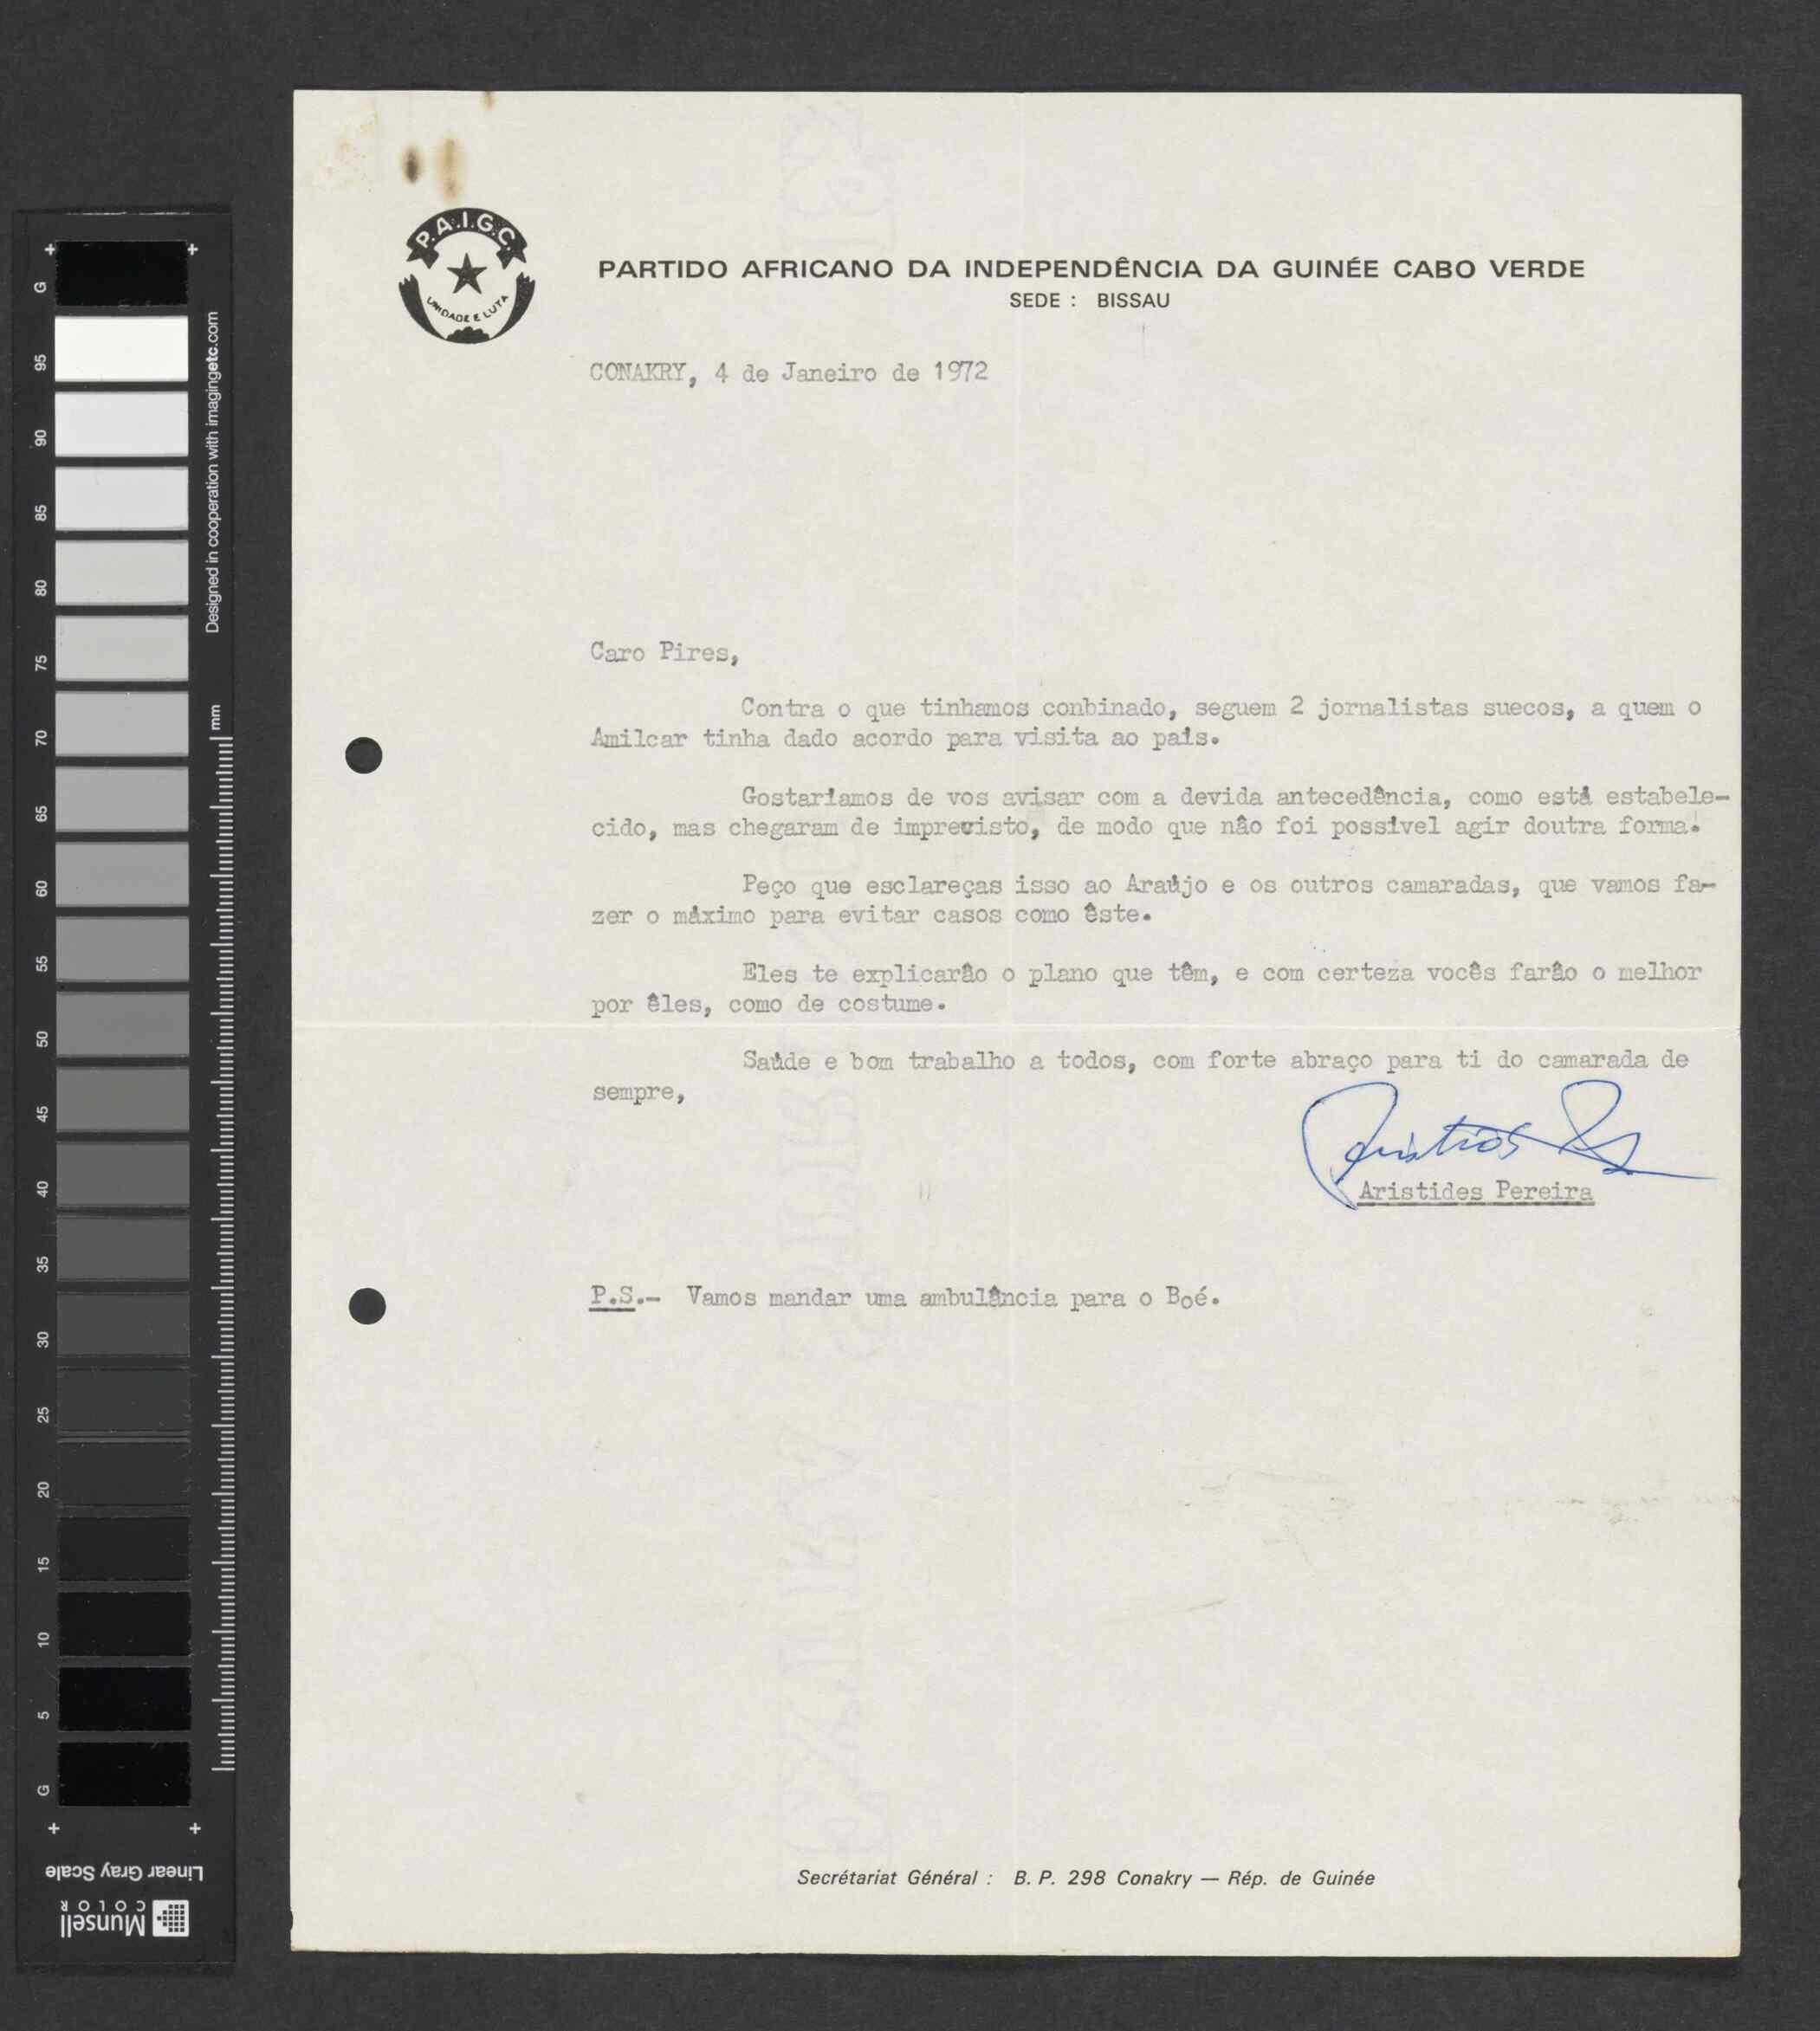 P.A.I.G.C.
UNIDADE E LUTA
PARTIDO AFRICANO DA INDEPENDÊNCIA DA GUINÉE CABO VERDE
SEDE : BISSAU
CONAKRY, 4 de Janeiro de 1972
Caro Pires,
Contra o que tinhamos conbinado, seguem 2 jornalistas suecos, a quem o
Amilcar tinha dado acordo para visita ao país.
Gostaríamos de vos avisar com a devida antecedência, como está estabele-
cido, mas chegaram de imprevisto, de modo que nâo foi possível agir doutra forma.
Peço que esclareças isso ao Araújo e os outros camaradas, que vamos fa-
zer o máximo para evitar casos como êste.
Eles te explicarâo o plano que têm, e com certeza vocês farâo o melhor
por êles, como de costume.
Saúde e bom trabalho a todos, com forte abraço para ti do camarada de
sempre,
Aristides Pereira
P.S.- Vamos mandar uma ambulância para o Boé.
Secrétariat Général : B. P. 298 Conakry — Rép. de Guinée
G
95
90
85
80
75
70
65
60
55
50
45
40
35
30
25
20
15
10
5
G
Designed in cooperation with imagingetc.com
mm
Linear Gray Scale
Munsell
COLOR